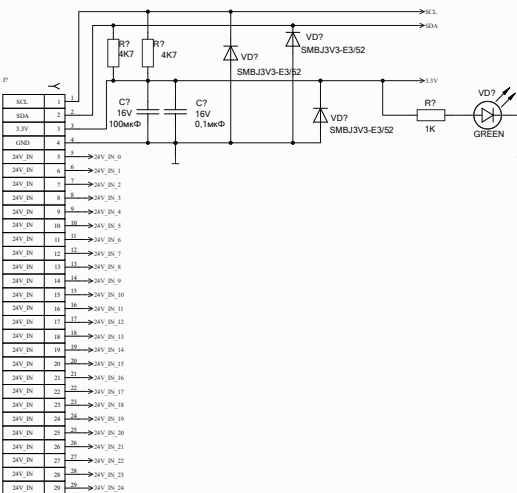 SCL
SDA
R?
4K7
R?
4K7
VD?
SMBJ3V3-E3/52
VD?
SMBJ3V3-E3/52
3.3V
C?
16V
100мкФ
C?
16V
0,1мкФ
VD?
SMBJ3V3-E3/52
R?
1K
VD?
GREEN
J?
SCL 1 1
SDA 2 2
3.3V 3 3
GND 4 4
24V_IN 5 5 24V_IN_0
24V_IN 6 6 24V_IN_1
24V_IN 7 7 24V_IN_2
24V_IN 8 8 24V_IN_3
24V_IN 9 9 24V_IN_4
24V_IN 10 10 24V_IN_5
24V_IN 11 11 24V_IN_6
24V_IN 12 12 24V_IN_7
24V_IN 13 13 24V_IN_8
24V_IN 14 14 24V_IN_9
24V_IN 15 15 24V_IN_10
24V_IN 16 16 24V_IN_11
24V_IN 17 17 24V_IN_12
24V_IN 18 18 24V_IN_13
24V_IN 19 19 24V_IN_14
24V_IN 20 20 24V_IN_15
24V_IN 21 21 24V_IN_16
24V_IN 22 22 24V_IN_17
24V_IN 23 23 24V_IN_18
24V_IN 24 24 24V_IN_19
24V_IN 25 25 24V_IN_20
24V_IN 26 26 24V_IN_21
24V_IN 27 27 24V_IN_22
24V_IN 28 28 24V_IN_23
24V_IN 29 29 24V_IN_24